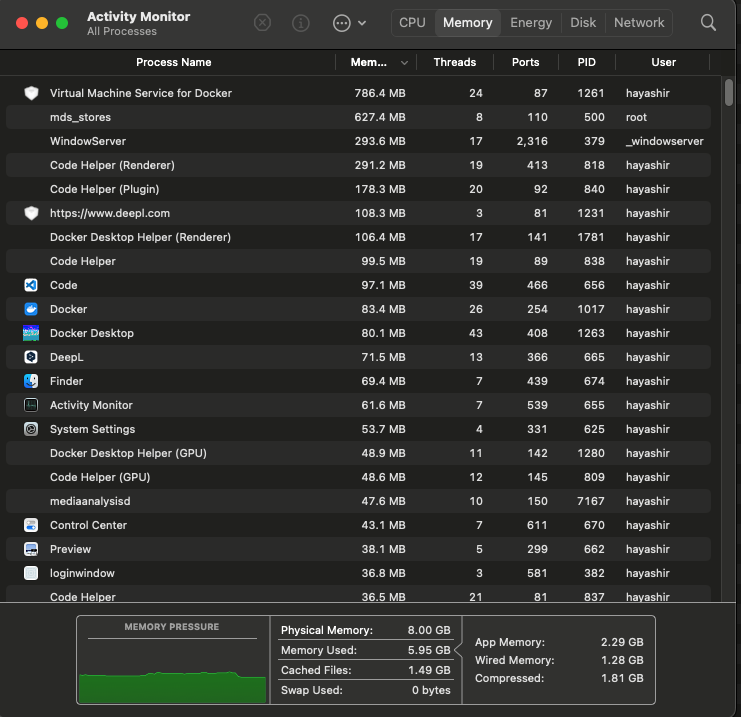 Activity Monitor
All Processes
CPU Memory Energy Disk Network
Process Name Mem... Threads Ports PID User
Virtual Machine Service for Docker 786.4 MB 24 87 1261 hayashir
mds_stores 627.4 MB 8 110 500 root
WindowServer 293.6 MB 17 2,316 379 _windowserver
Code Helper (Renderer) 291.2 MB 19 413 818 hayashir
Code Helper (Plugin) 178.3 MB 20 92 840 hayashir
https://www.deepl.com 108.3 MB 3 81 1231 hayashir
Docker Desktop Helper (Renderer) 106.4 MB 17 141 1781 hayashir
Code Helper 99.5 MB 19 89 838 hayashir
Code 97.1 MB 39 466 656 hayashir
Docker 83.4 MB 26 254 1017 hayashir
Docker Desktop 80.1 MB 43 408 1263 hayashir
DeepL 71.5 MB 13 366 665 hayashir
Finder 69.4 MB 7 439 674 hayashir
Activity Monitor 61.6 MB 7 539 655 hayashir
System Settings 53.7 MB 4 331 625 hayashir
Docker Desktop Helper (GPU) 48.9 MB 11 142 1280 hayashir
Code Helper (GPU) 48.6 MB 12 145 809 hayashir
mediaanalysisd 47.6 MB 10 150 7167 hayashir
Control Center 43.1 MB 7 611 670 hayashir
Preview 38.1 MB 5 299 662 hayashir
loginwindow 36.8 MB 3 581 382 hayashir
Code Helper 36.5 MB 21 81 837 hayashir
MEMORY PRESSURE
Physical Memory: 8.00 GB
Memory Used: 5.95 GB
Cached Files: 1.49 GB
Swap Used: 0 bytes
App Memory: 2.29 GB
Wired Memory: 1.28 GB
Compressed: 1.81 GB